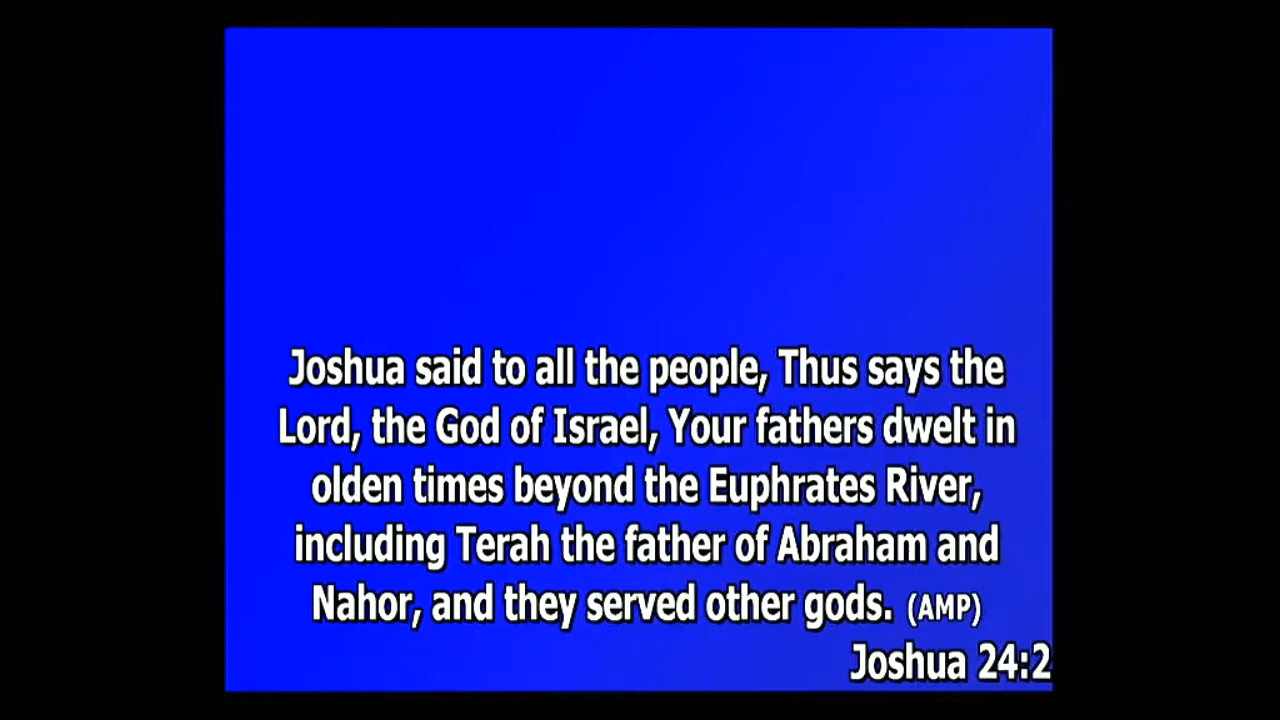 Joshua said to all the people, Thus says the
Lord, the God of Israel, Your fathers dwelt in
olden times beyond the Euphrates River,
including Terah the father of Abraham and
Nahor, and they served other gods. (AMP)
Joshua 24:2